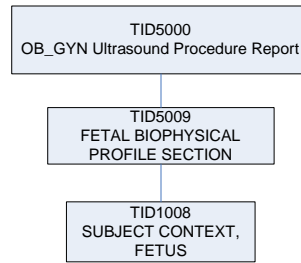 TID5000
OB_GYN Ultrasound Procedure Report
TID5009
FETAL BIOPHYSICAL
PROFILE SECTION
TID1008
SUBJECT CONTEXT,
FETUS